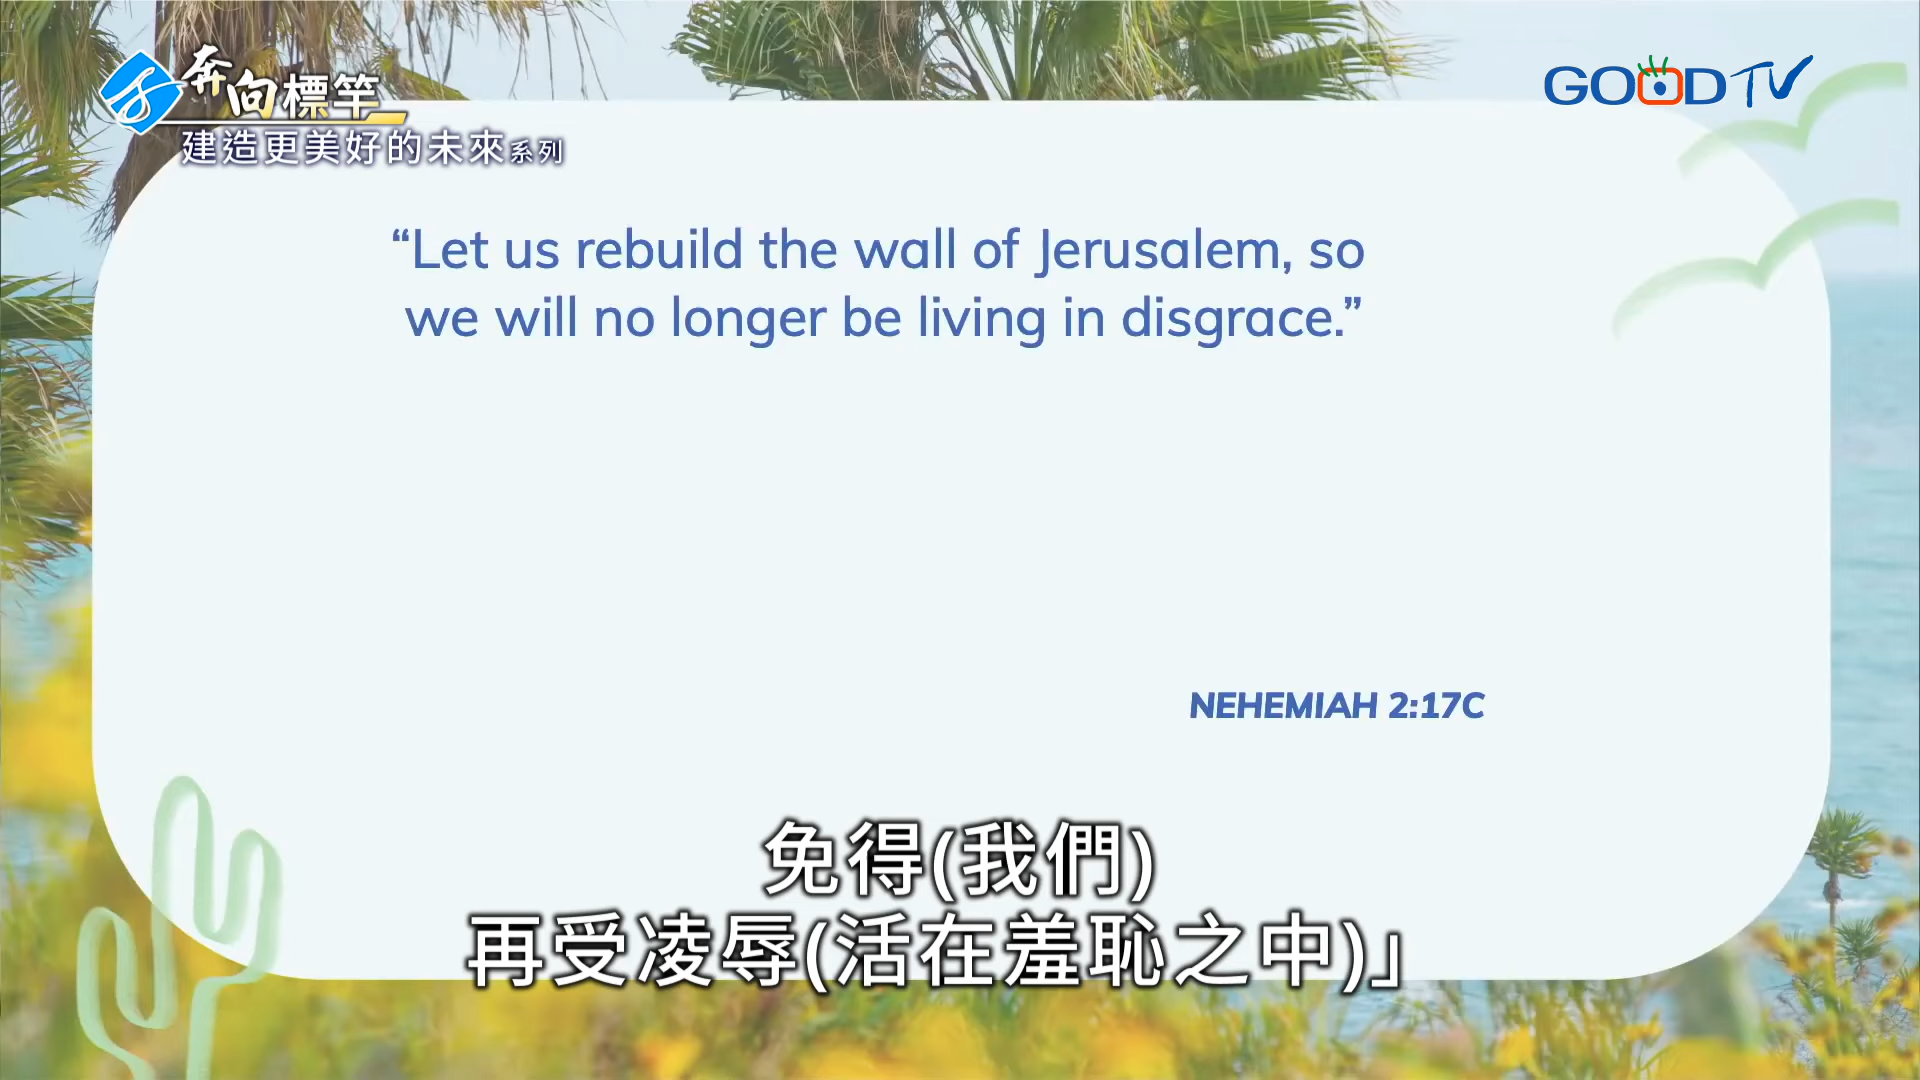 奔向標竿
建造更美好的未來系列
GOOD TV
“Let us rebuild the wall of Jerusalem, so
we will no longer be living in disgrace.”
NEHEMIAH 2:17C
免得(我們)
再受凌辱(活在羞恥之中)」